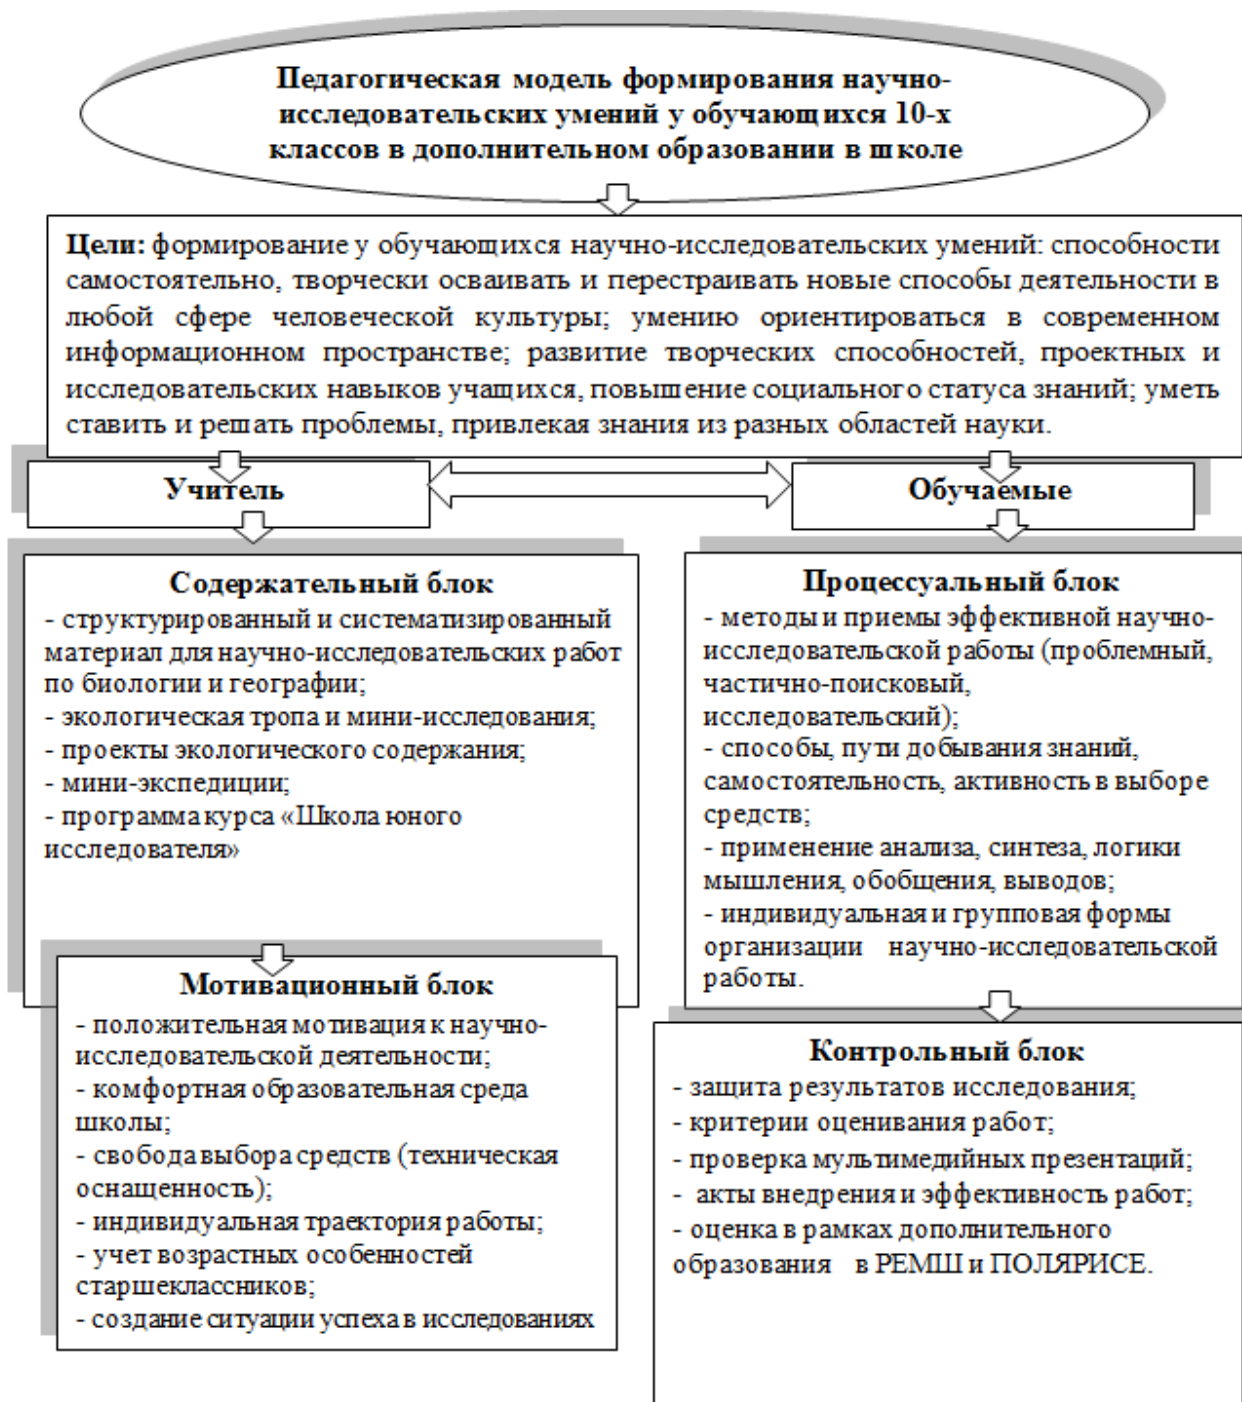 Педагогическая модель формирования научно-
исследовательских умений у обучающихся 10-х
классов в дополнительном образовании в школе
Цели: формирование у обучающихся научно-исследовательских умений: способности
самостоятельно, творчески осваивать и перестраивать новые способы деятельности в
любой сфере человеческой культуры; умению ориентироваться в современном
информационном пространстве; развитие творческих способностей, проектных и
исследовательских навыков учащихся, повышение социального статуса знаний; уметь
ставить и решать проблемы, привлекая знания из разных областей науки.
Учитель
Обучаемые
Содержательный блок
- структурированный и систематизированный
материал для научно-исследовательских работ
по биологии и географии;
- экологическая тропа и мини-исследования;
- проекты экологического содержания;
- мини-экспедиции;
- программа курса «Школа юного
исследователя»
Мотивационный блок
- положительная мотивация к научно-
исследовательской деятельности;
- комфортная образовательная среда
школы;
- свобода выбора средств (техническая
оснащенность);
- индивидуальная траектория работы;
- учет возрастных особенностей
старшеклассников;
- создание ситуации успеха в исследованиях
Процессуальный блок
- методы и приемы эффективной научно-
исследовательской работы (проблемный,
частично-поисковый,
исследовательский);
- способы, пути добывания знаний,
самостоятельность, активность в выборе
средств;
- применение анализа, синтеза, логики
мышления, обобщения, выводов;
- индивидуальная и групповая формы
организации научно-исследовательской
работы.
Контрольный блок
- защита результатов исследования;
- критерии оценивания работ;
- проверка мультимедийных презентаций;
- акты внедрения и эффективность работ;
- оценка в рамках дополнительного
образования в РЕМШ и ПОЛЯРИСЕ.